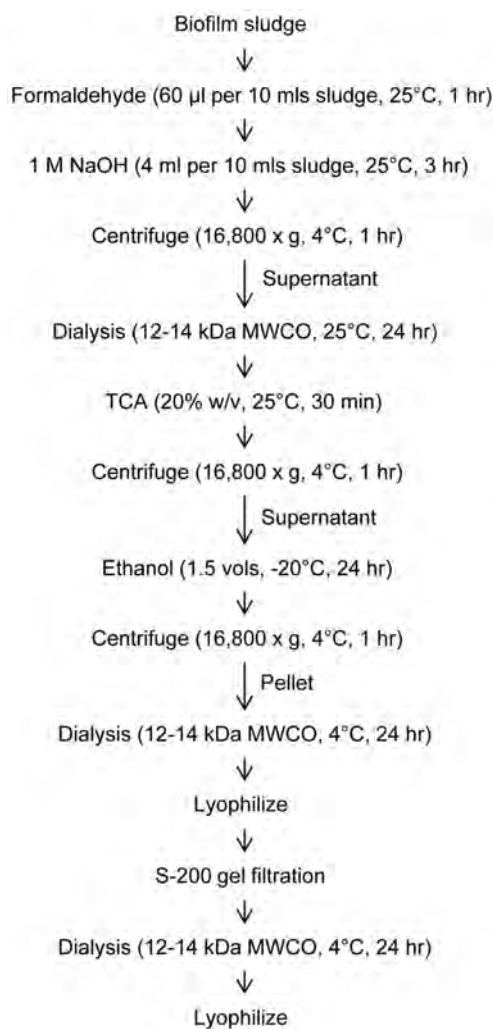 Biofilm sludge
Formaldehyde (60 µl per 10 mls sludge, 25°C, 1 hr)
1 M NaOH (4 ml per 10 mls sludge, 25°C, 3 hr)
Centrifuge (16,800 x g, 4°C, 1 hr)
Supernatant
Dialysis (12-14 kDa MWCO, 25°C, 24 hr)
TCA (20% w/v, 25°C, 30 min)
Centrifuge (16,800 x g, 4°C, 1 hr)
Supernatant
Ethanol (1.5 vols, -20°C, 24 hr)
Centrifuge (16,800 x g, 4°C, 1 hr)
Pellet
Dialysis (12-14 kDa MWCO, 4°C, 24 hr)
Lyophilize
S-200 gel filtration
Dialysis (12-14 kDa MWCO, 4°C, 24 hr)
Lyophilize